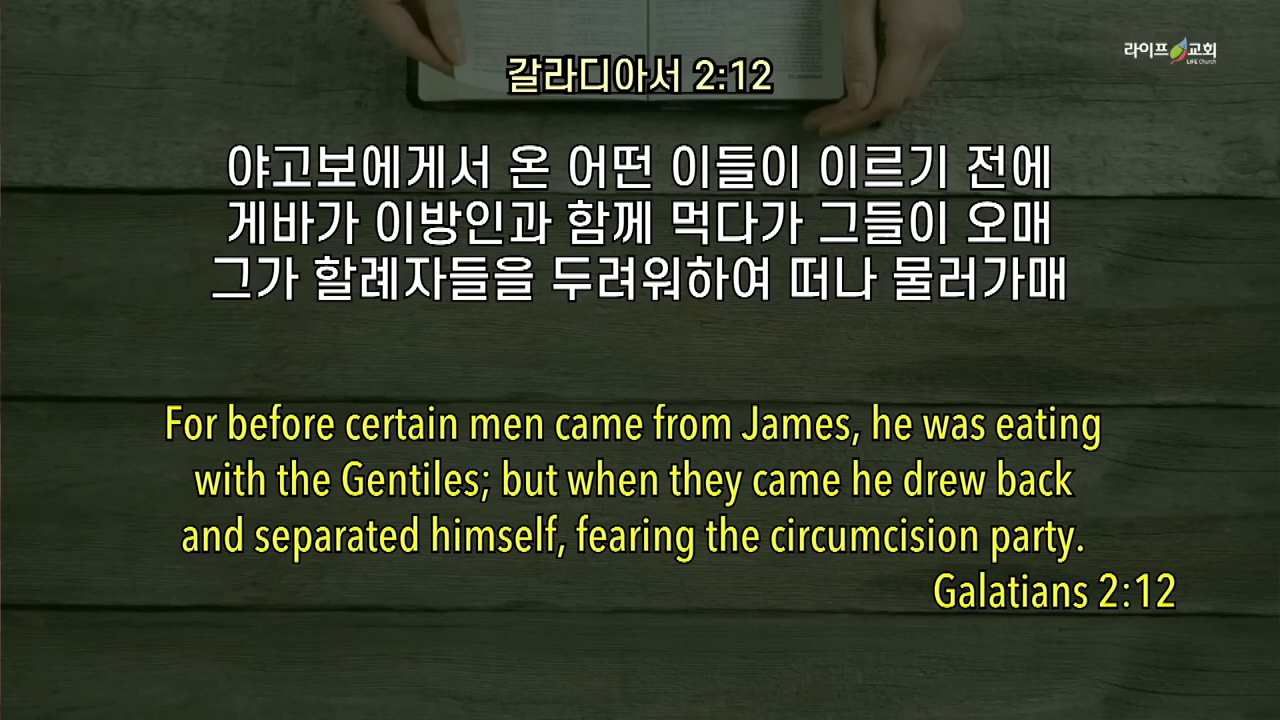 라이프 교회
LIFE Church
갈라디아서 2:12
야고보에게서 온 어떤 이들이 이르기 전에
게바가 이방인과 함께 먹다가 그들이 오매
그가 할례자들을 두려워하여 떠나 물러가매
For before certain men came from James, he was eating
with the Gentiles; but when they came he drew back
and separated himself, fearing the circumcision party.
Galatians 2:12